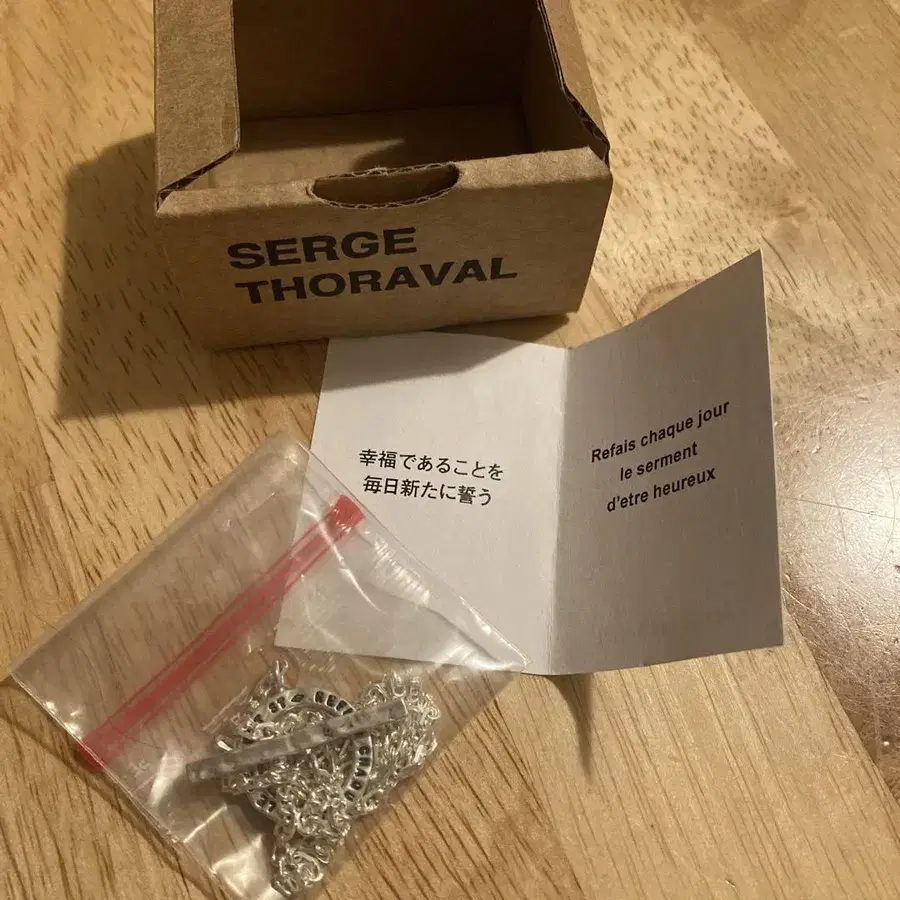 SERGE
THORAVAL
幸福であることを
毎日新たに誓う
Refais chaque jour
le serment
d'etre heureux